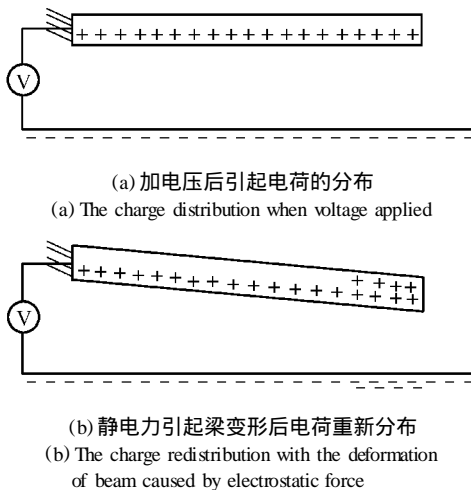 V
(a) 加电压后引起电荷的分布
(a) The charge distribution when voltage applied
V
(b) 静电力引起梁变形后电荷重新分布
(b) The charge redistribution with the deformation
of beam caused by electrostatic force